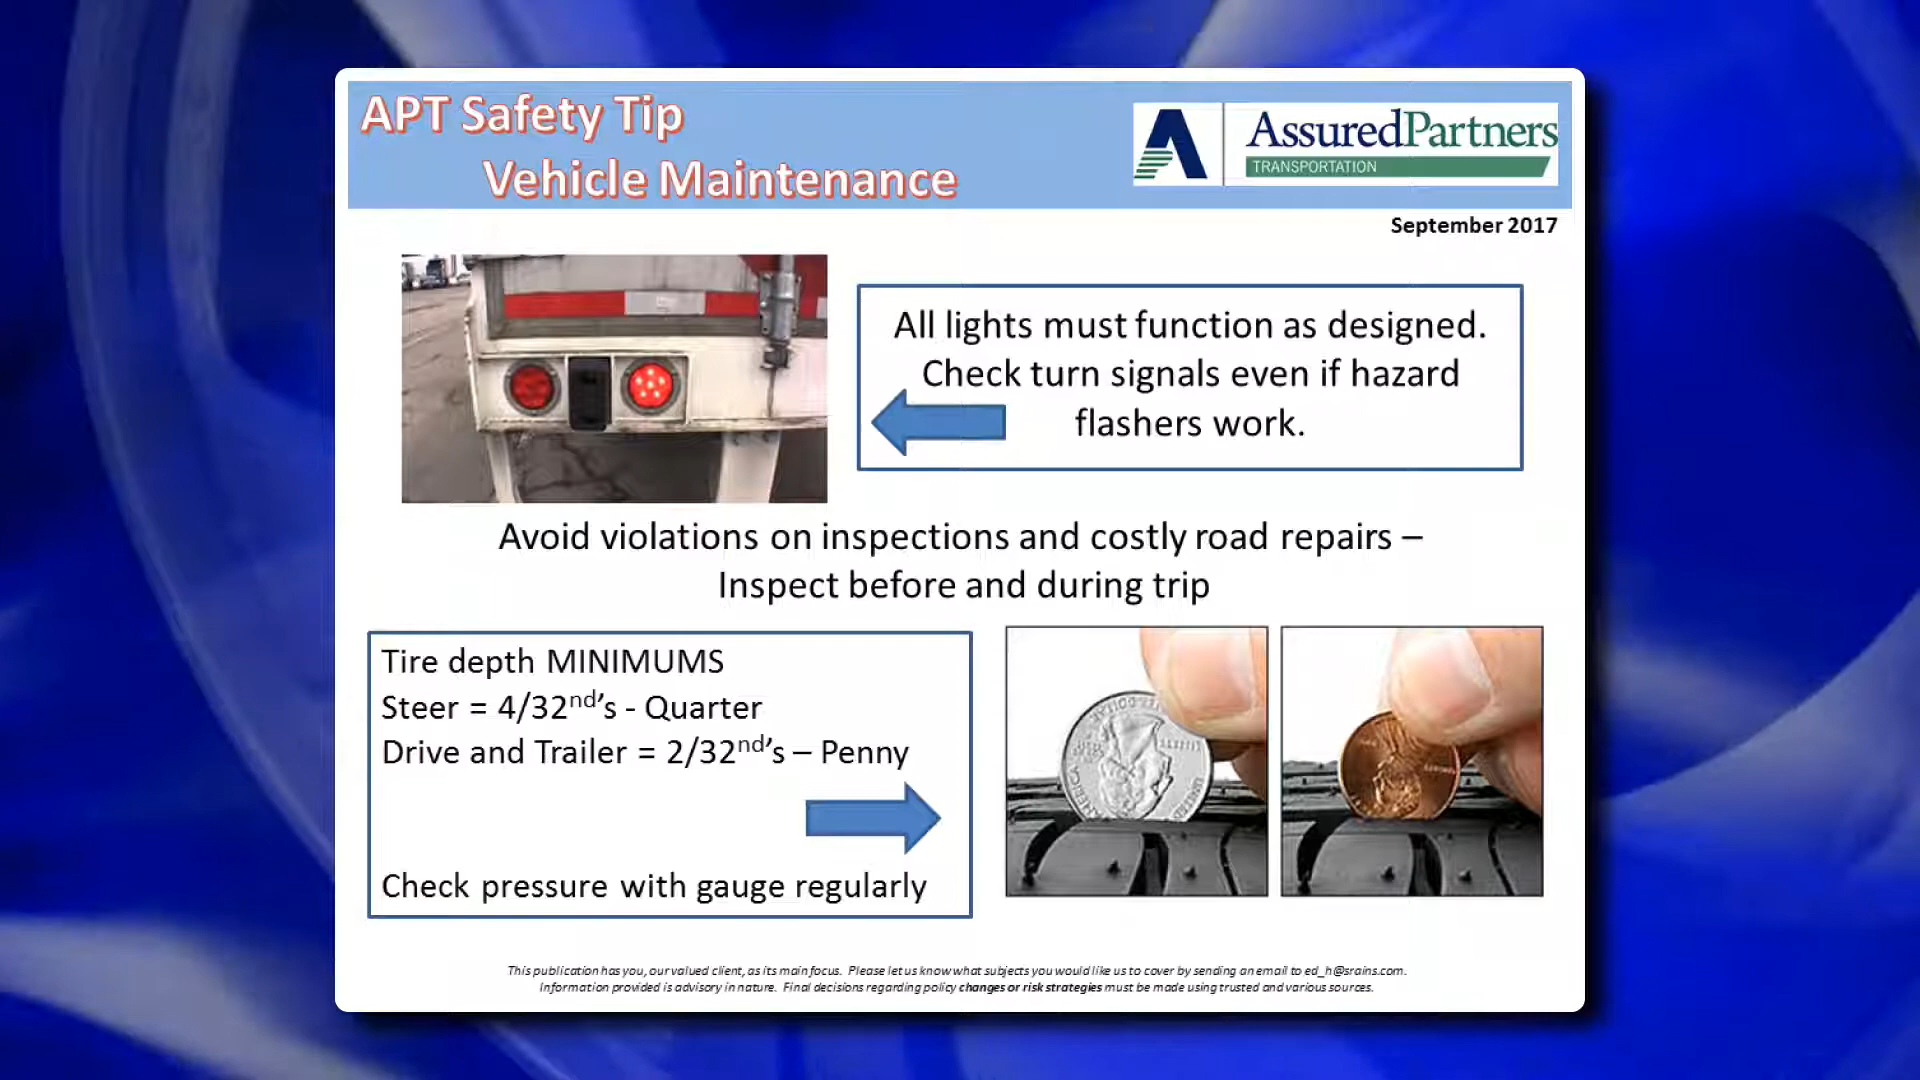 APT Safety Tip
Vehicle Maintenance
AssuredPartners
TRANSPORTATION
September 2017
All lights must function as designed.
Check turn signals even if hazard
flashers work.
Avoid violations on inspections and costly road repairs –
Inspect before and during trip
Tire depth MINIMUMS
Steer = 4/32nd's - Quarter
Drive and Trailer = 2/32nd's – Penny
Check pressure with gauge regularly
This publication has you, our valued client, as its main focus. Please let us know what subjects you would like us to cover by sending an email to ed_h@srains.com.
Information provided is advisory in nature. Final decisions regarding policy changes or risk strategies must be made using trusted and various sources.